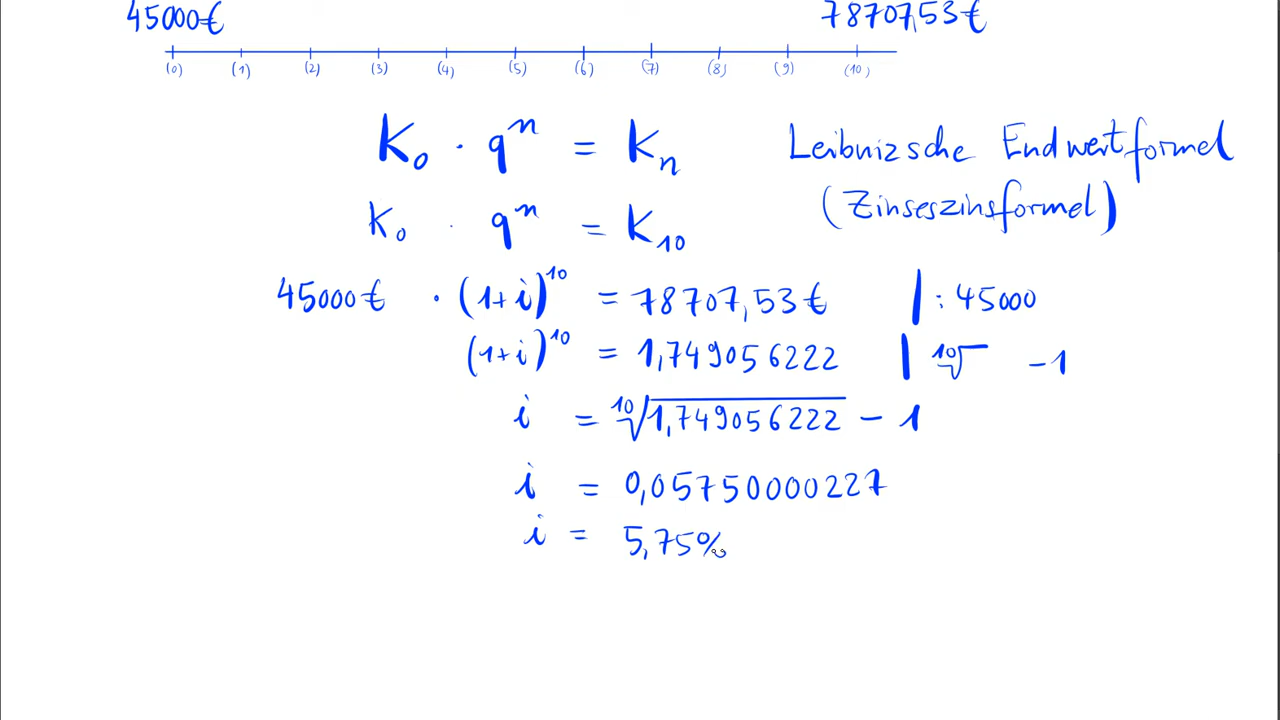 45000€ 78707,53€
(0) (1) (2) (3) (4) (5) (6) (7) (8) (9) (10)
K₀ · qⁿ = Kₙ Leibnizsche Endwertformel
(Zinseszinsformel)
K₀ · qⁿ = K₁₀
45000€ · (1+i)¹⁰ = 78707,53€ | : 45000
(1+i)¹⁰ = 1,749056222 | ¹⁰√ -1
i = ¹⁰√1,749056222 - 1
i = 0,05750000227
i = 5,75%